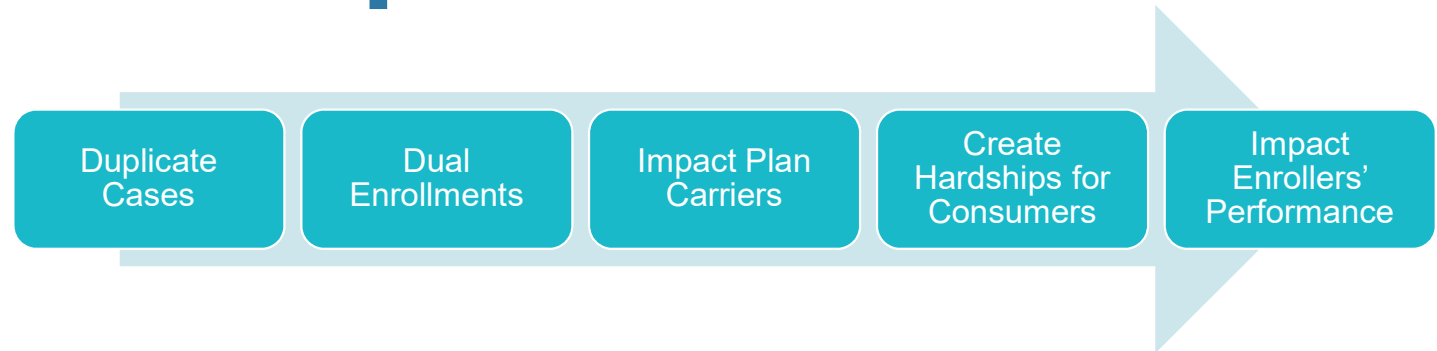 Duplicate
Cases
Dual
Enrollments
Impact Plan
Carriers
Create
Hardships for
Consumers
Impact
Enrollers’
Performance